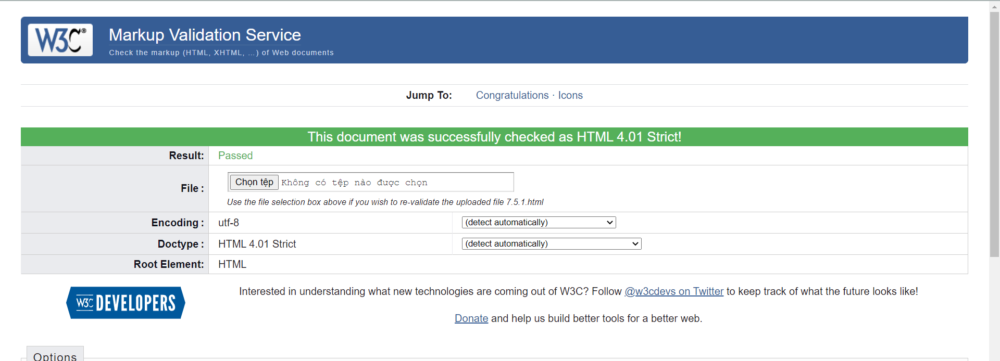 W3C® Markup Validation Service
Check the markup (HTML, XHTML, …) of Web documents
Jump To: Congratulations · Icons
This document was successfully checked as HTML 4.01 Strict!
Result: Passed
File : Chọn tệp Không có tệp nào được chọn
Use the file selection box above if you wish to re-validate the uploaded file 7.5.1.html
Encoding : utf-8 (detect automatically)
Doctype : HTML 4.01 Strict (detect automatically)
Root Element: HTML
W3C DEVELOPERS
Interested in understanding what new technologies are coming out of W3C? Follow @w3cdevs on Twitter to keep track of what the future looks like!
Donate and help us build better tools for a better web.
Options